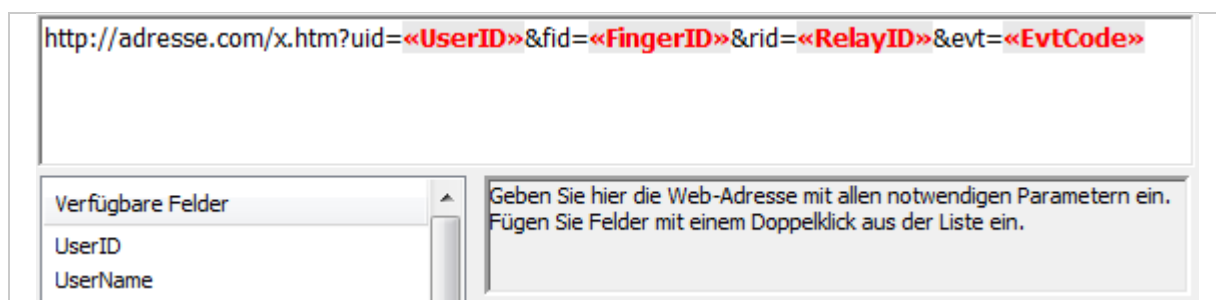 http://adresse.com/x.htm?uid=«UserID»&fid=«FingerID»&rid=«RelayID»&evt=«EvtCode»
Verfügbare Felder
UserID
UserName
Geben Sie hier die Web-Adresse mit allen notwendigen Parametern ein.
Fügen Sie Felder mit einem Doppelklick aus der Liste ein.